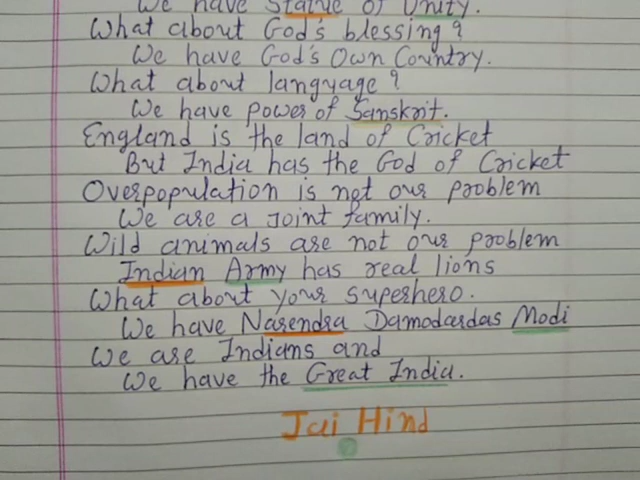 We have Statue of Unity.
What about God's blessing?
We have God's Own Country.
What about language?
We have power of Sanskrit.
England is the land of Cricket
But India has the God of Cricket
Overpopulation is not our problem
We are a joint family.
Wild animals are not our problem
Indian Army has real lions
What about your superhero.
We have Narendra Damodardas Modi
We are Indians and
We have the Great India.
Jai Hind